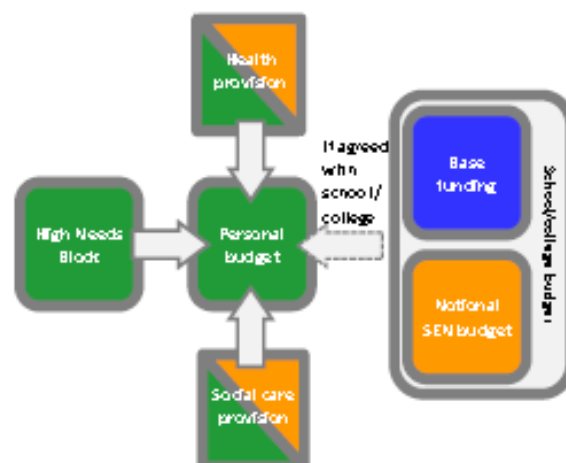 Health
provision
If agreed
with
school/
college
Base
funding
High Needs
Block
Personal
budget
School/college budget
Notional
SEN budget
Social care
provision